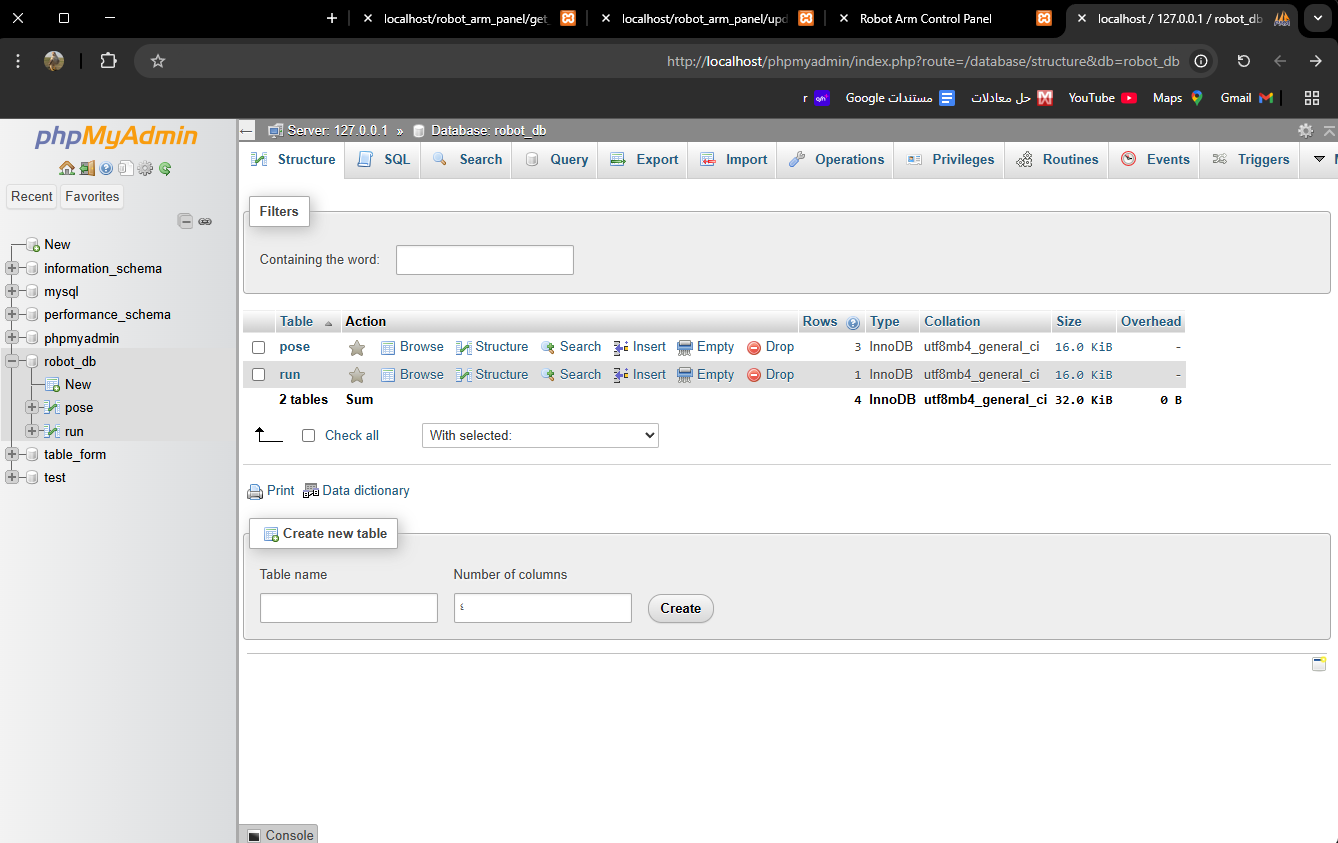 localhost/robot_arm_panel/get_
localhost/robot_arm_panel/upd
Robot Arm Control Panel
localhost / 127.0.0.1 / robot_db
http://localhost/phpmyadmin/index.php?route=/database/structure&db=robot_db
r
مستندات Google
حل معادلات
YouTube
Maps
Gmail
phpMyAdmin
Recent Favorites
New
information_schema
mysql
performance_schema
phpmyadmin
robot_db
New
pose
run
table_form
test
Server: 127.0.0.1 » Database: robot_db
Structure SQL Search Query Export Import Operations Privileges Routines Events Triggers
Filters
Containing the word:
Table Action Rows Type Collation Size Overhead
pose Browse Structure Search Insert Empty Drop 3 InnoDB utf8mb4_general_ci 16.0 KiB -
run Browse Structure Search Insert Empty Drop 1 InnoDB utf8mb4_general_ci 16.0 KiB -
2 tables Sum 4 InnoDB utf8mb4_general_ci 32.0 KiB 0 B
Check all With selected:
Print Data dictionary
Create new table
Table name Number of columns
٤ Create
Console